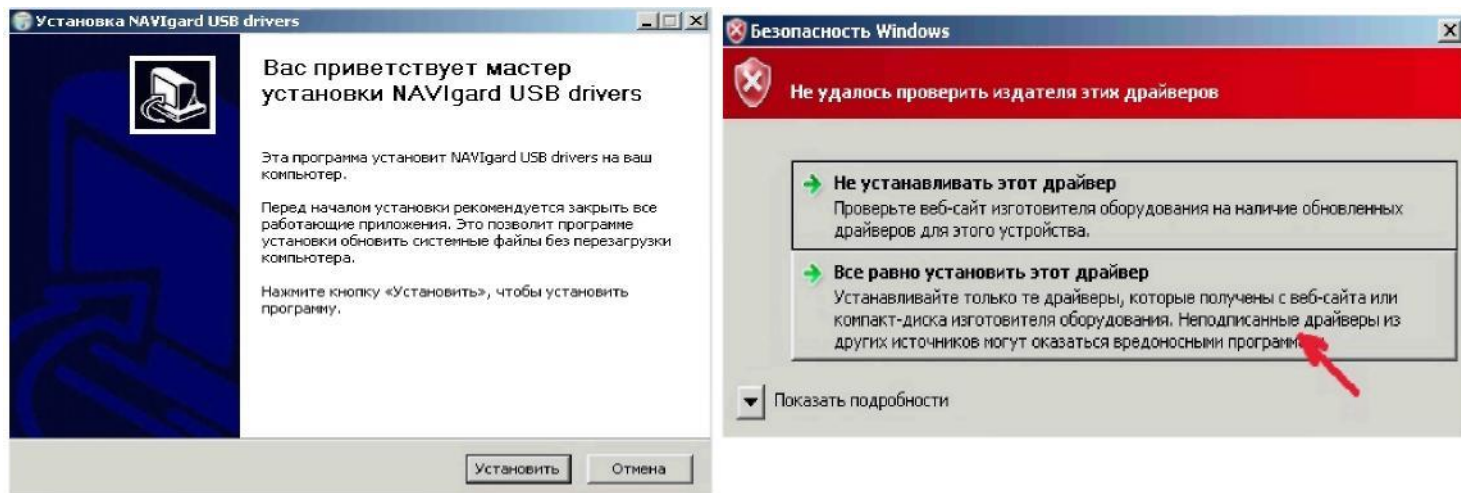 Установка NAVIgard USB drivers
Вас приветствует мастер
установки NAVIgard USB drivers
Эта программа установит NAVIgard USB drivers на ваш
компьютер.
Перед началом установки рекомендуется закрыть все
работающие приложения. Это позволит программе
установки обновить системные файлы без перезагрузки
компьютера.
Нажмите кнопку «Установить», чтобы установить
программу.
Установить
Отмена
Безопасность Windows
Не удалось проверить издателя этих драйверов
Не устанавливать этот драйвер
Проверьте веб-сайт изготовителя оборудования на наличие обновленных
драйверов для этого устройства.
Все равно установить этот драйвер
Устанавливайте только те драйверы, которые получены с веб-сайта или
компакт-диска изготовителя оборудования. Неподписанные драйверы из
других источников могут оказаться вредоносными
Показать подробности